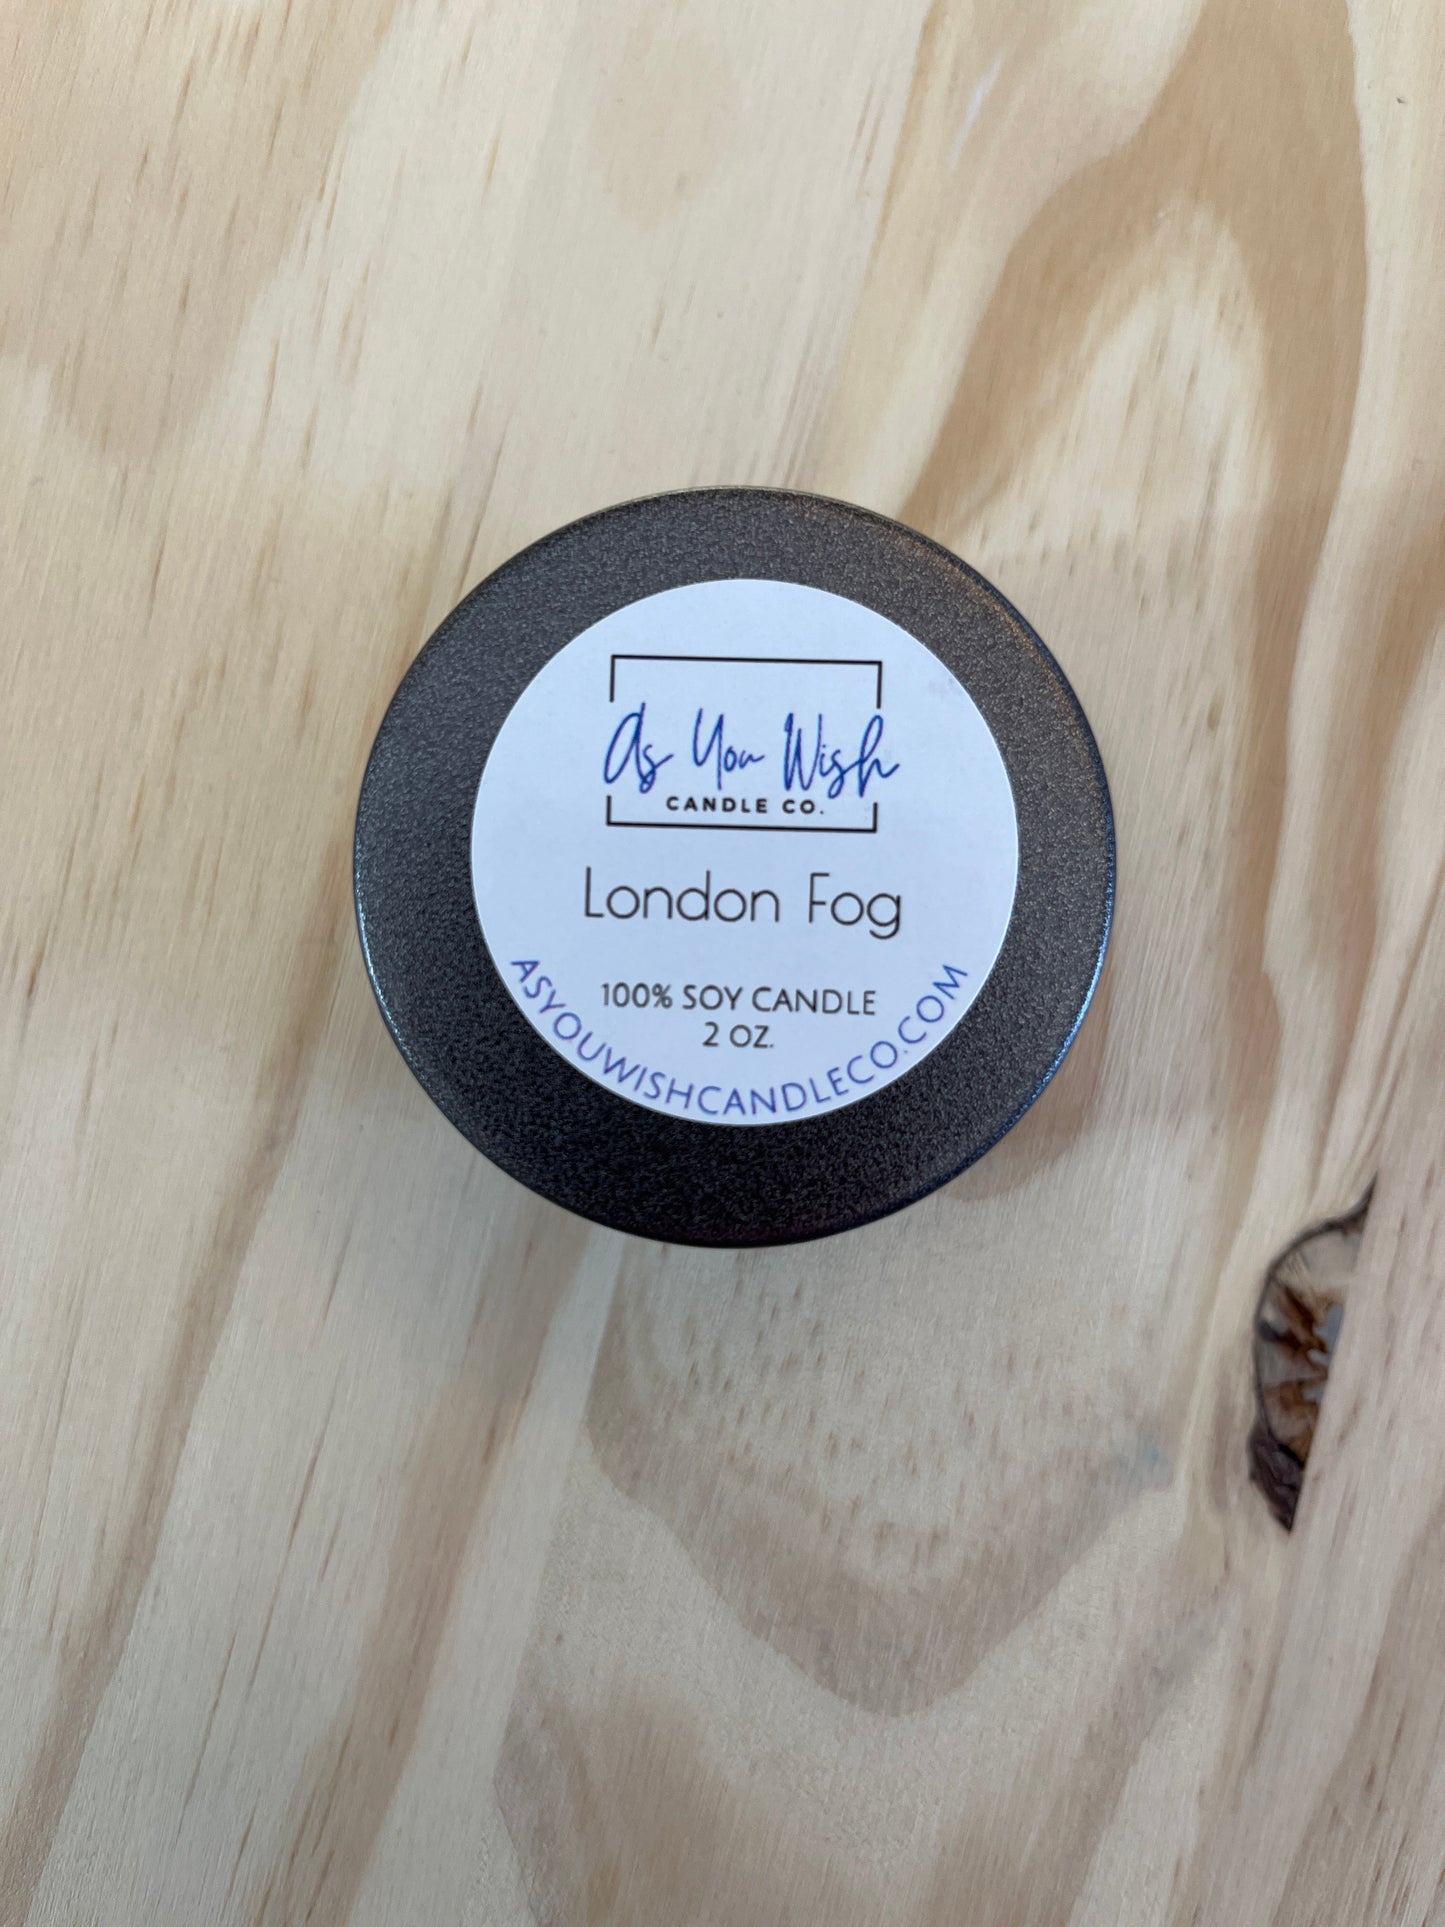 As You Wish
CANDLE CO.
London Fog
100% SOY CANDLE
2 OZ.
ASYOUWISHCANDLECO.COM